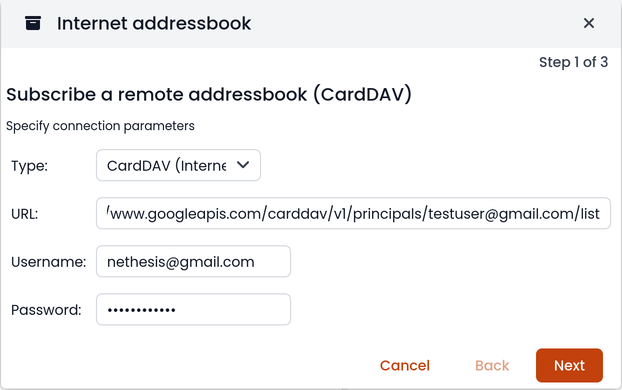 Internet addressbook
Step 1 of 3
Subscribe a remote addressbook (CardDAV)
Specify connection parameters
Type: CardDAV (Interne
URL: /www.googleapis.com/carddav/v1/principals/testuser@gmail.com/list
Username: nethesis@gmail.com
Password: ••••••••••••
Cancel Back Next